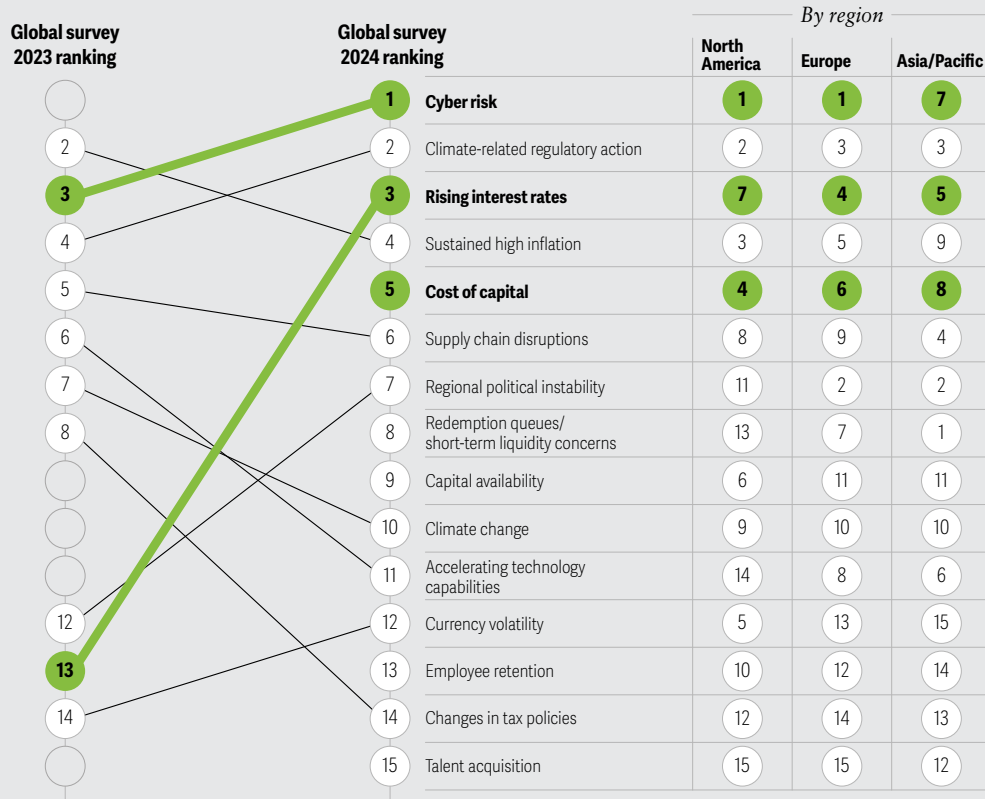 By region
Global survey
2023 ranking
Global survey
2024 ranking
North
America
Europe
Asia/Pacific
1 Cyber risk 1 1 7
2 2 Climate-related regulatory action 2 3 3
3 3 Rising interest rates 7 4 5
4 4 Sustained high inflation 3 5 9
5 5 Cost of capital 4 6 8
6 6 Supply chain disruptions 8 9 4
7 7 Regional political instability 11 2 2
8 8 Redemption queues/
short-term liquidity concerns 13 7 1
9 Capital availability 6 11 11
10 Climate change 9 10 10
11 Accelerating technology
capabilities 14 8 6
12 12 Currency volatility 5 13 15
13 13 Employee retention 10 12 14
14 14 Changes in tax policies 12 14 13
15 Talent acquisition 15 15 12